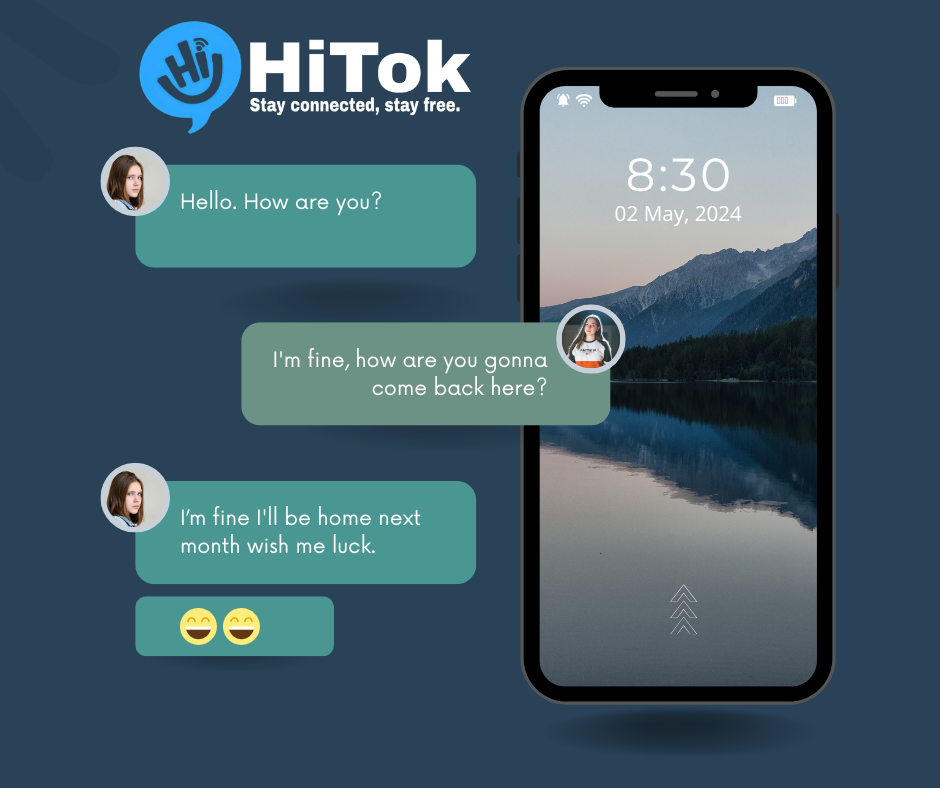 Hi
HiTok
Stay connected, stay free.
Hello. How are you?
8:30
02 May, 2024
I'm fine, how are you gonna
come back here?
I’m fine I'll be home next
month wish me luck.